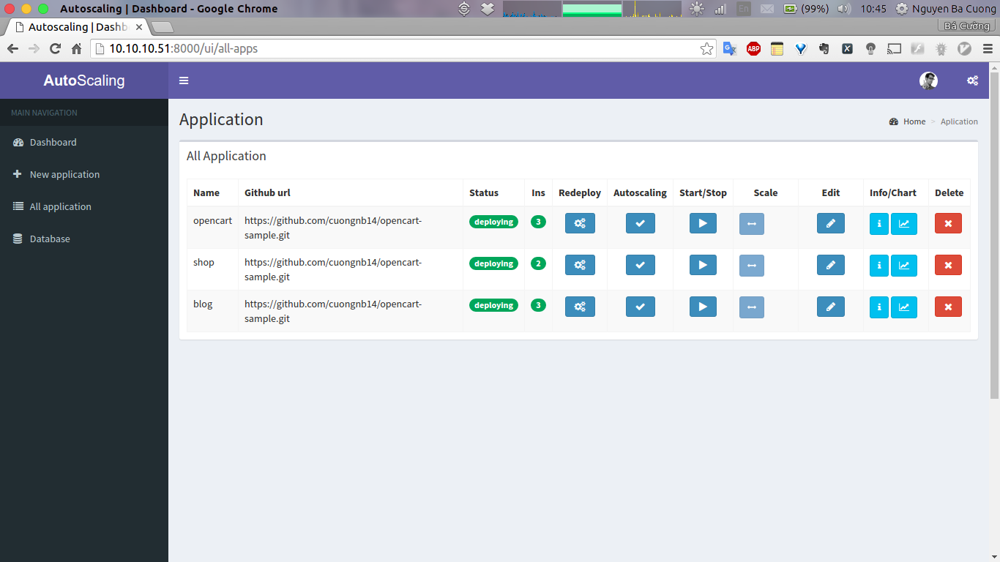 Autoscaling | Dashboard - Google Chrome
En
(99%)
10:45
Nguyen Ba Cuong
Autoscaling | Dashb
Bá Cường
10.10.10.51:8000/ui/all-apps
ABP
AutoScaling
MAIN NAVIGATION
Dashboard
New application
All application
Database
Application
Home > Aplication
All Application
Name Github url Status Ins Redeploy Autoscaling Start/Stop Scale Edit Info/Chart Delete
opencart https://github.com/cuongnb14/opencart- deploying 3
sample.git
shop https://github.com/cuongnb14/opencart- deploying 2
sample.git
blog https://github.com/cuongnb14/opencart- deploying 3
sample.git